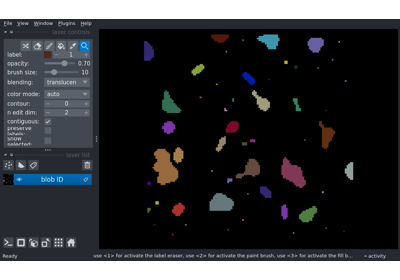 File View Window Plugins Help
layer controls
label: 1
opacity: 0.70
brush size: 10
blending: translucen
color mode: auto
contour: 0
n edit dim: 2
contiguous:
preserve labels:
show selected:
layer list
blob ID
Ready
use <1> for activate the label eraser, use <2> for activate the paint brush, use <3> for activate the fill b...
activity